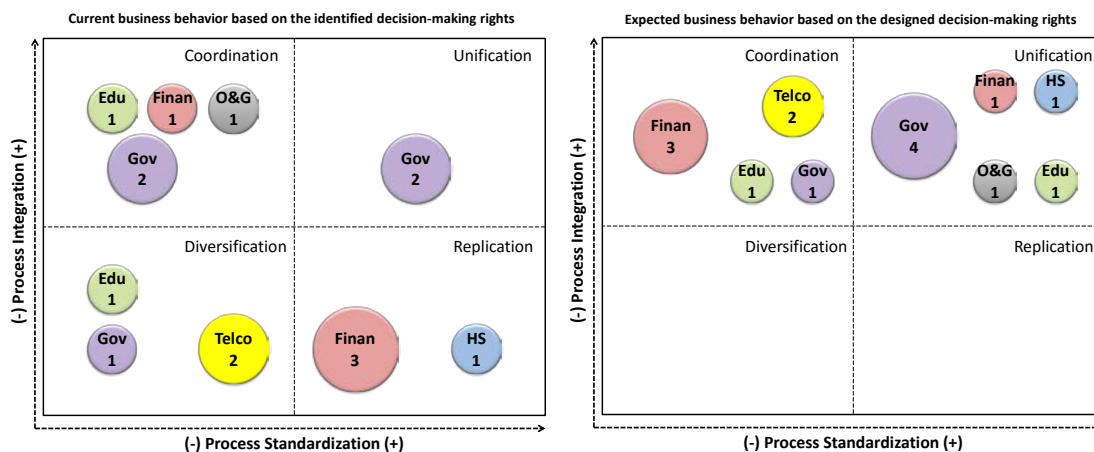 Current business behavior based on the identified decision-making rights
Coordination
Unification
Edu
1
Finan
1
O&G
1
Gov
2
Gov
2
Diversification
Replication
Edu
1
Gov
1
Telco
2
Finan
3
HS
1
(-) Process Integration (+)
(-) Process Standardization (+)
Expected business behavior based on the designed decision-making rights
Coordination
Unification
Finan
3
Telco
2
Edu
1
Gov
1
Gov
4
Finan
1
HS
1
O&G
1
Edu
1
Diversification
Replication
(-) Process Integration (+)
(-) Process Standardization (+)